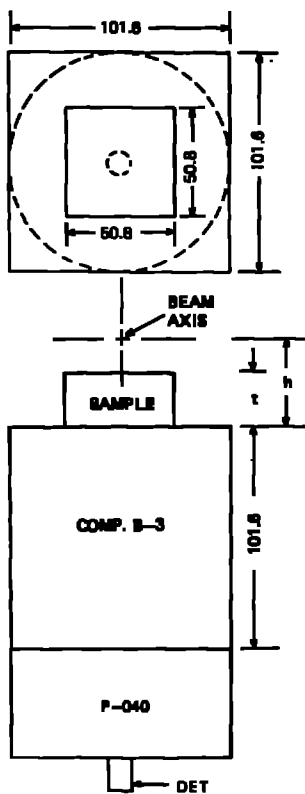 101.6
50.8
101.6
50.8
BEAM
AXIS
SAMPLE
t
h
COMP. B-3
101.6
P-040
DET